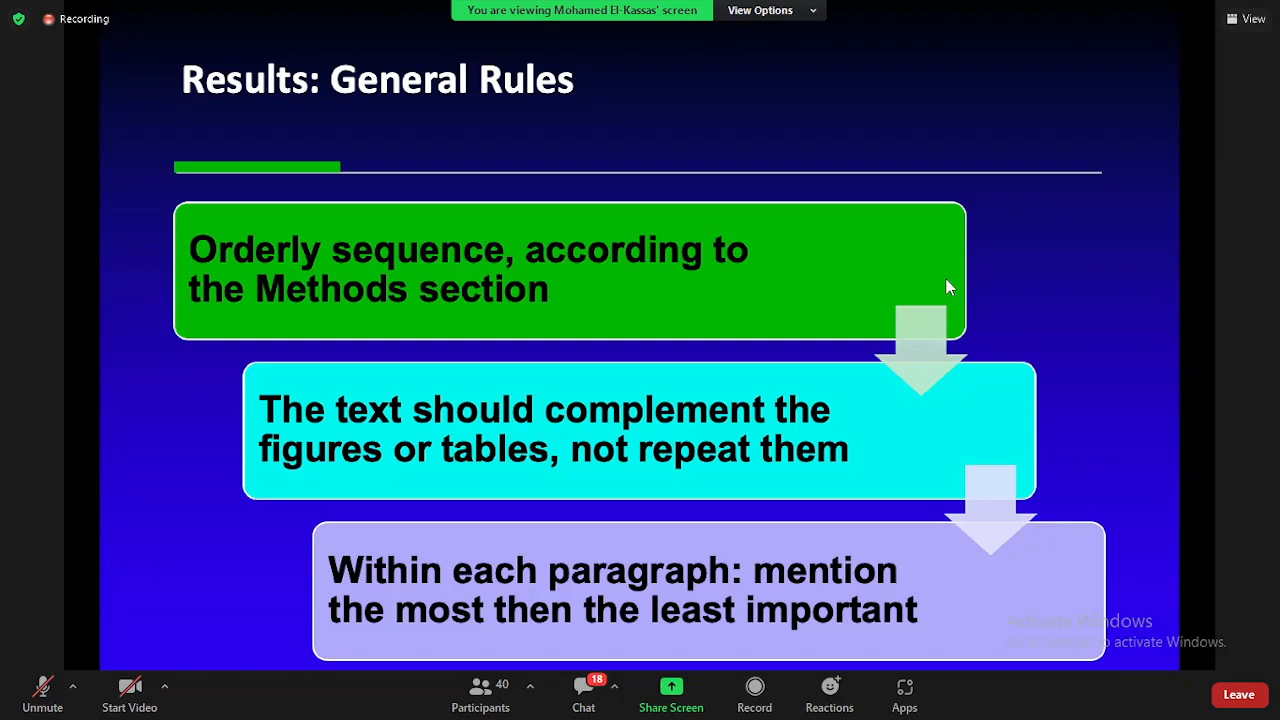 Recording
You are viewing Mohamed El-Kassas' screen
View Options
View
Results: General Rules
Orderly sequence, according to
the Methods section
The text should complement the
figures or tables, not repeat them
Within each paragraph: mention
the most then the least important
Activate Windows
to activate Windows.
Unmute
Start Video
40
Participants
18
Chat
Share Screen
Record
Reactions
Apps
Leave